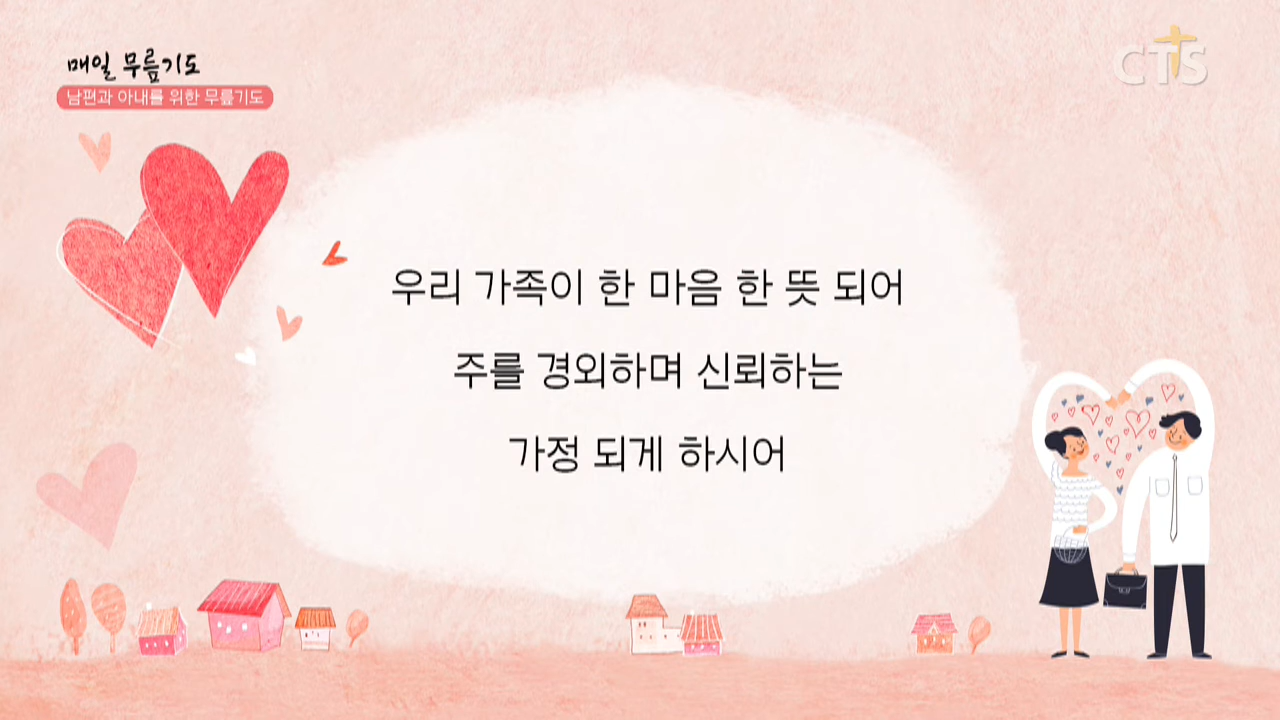 매일 무릎기도
남편과 아내를 위한 무릎기도
CTS
우리 가족이 한 마음 한 뜻 되어
주를 경외하며 신뢰하는
가정 되게 하시어